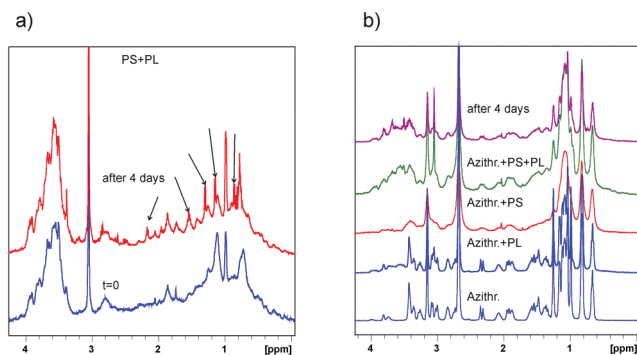 a)
PS+PL
after 4 days
t=0
4
3
2
1
[ppm]
b)
after 4 days
Azithr.+PS+PL
Azithr.+PS
Azithr.+PL
Azithr.
4
3
2
1
[ppm]